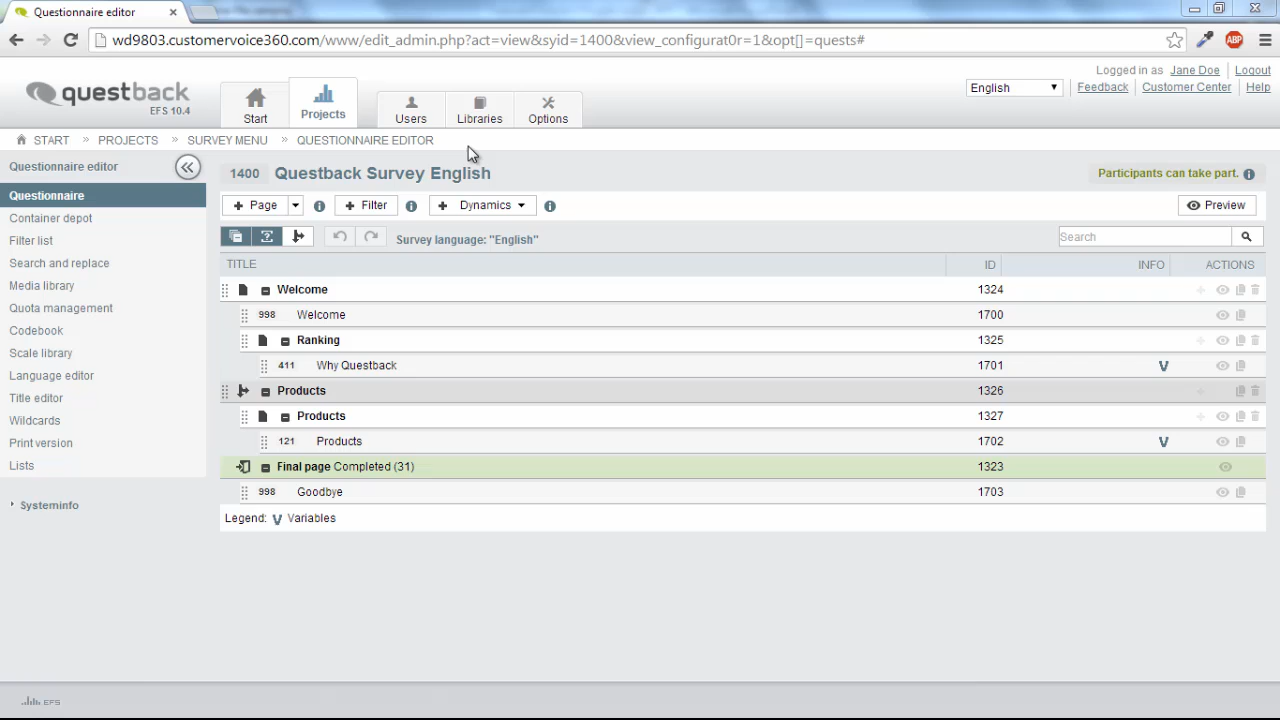 Questionnaire editor
wd9803.customervoice360.com/www/edit_admin.php?act=view&syid=1400&view_configurat0r=1&opt[]=quests#
ABP
Logged in as Jane Doe Logout
English Feedback Customer Center Help
questback
EFS 10.4
Start Projects Users Libraries Options
START » PROJECTS » SURVEY MENU » QUESTIONNAIRE EDITOR
Questionnaire editor
Questionnaire
Container depot
Filter list
Search and replace
Media library
Quota management
Codebook
Scale library
Language editor
Title editor
Wildcards
Print version
Lists
Systeminfo
1400 Questback Survey English Participants can take part.
+ Page + Filter + Dynamics Preview
Survey language: "English" Search
TITLE ID INFO ACTIONS
Welcome 1324
998 Welcome 1700
Ranking 1325
411 Why Questback 1701 V
Products 1326
Products 1327
121 Products 1702 V
Final page Completed (31) 1323
998 Goodbye 1703
Legend: V Variables
EFS